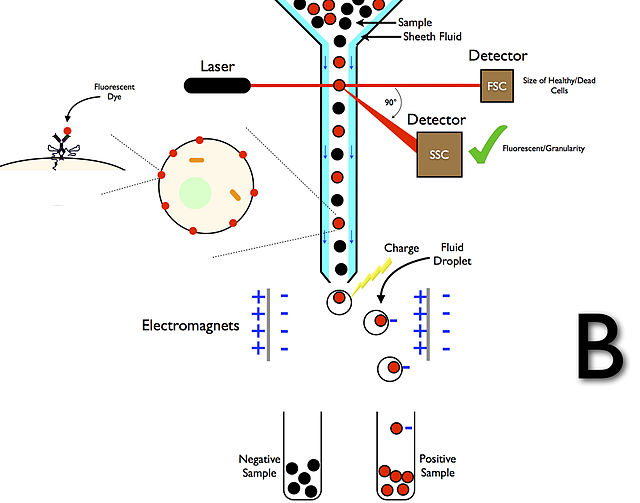 Sample
Sheeth Fluid
Laser
Detector
FSC
Size of Healthy/Dead
Cells
Fluorescent
Dye
90°
Detector
SSC
Fluorescent/Granularity
Charge
Fluid
Droplet
Electromagnets
+ - + -
+ - + -
+ - + -
+ - + -
-
-
B
-
Negative
Sample
Positive
Sample